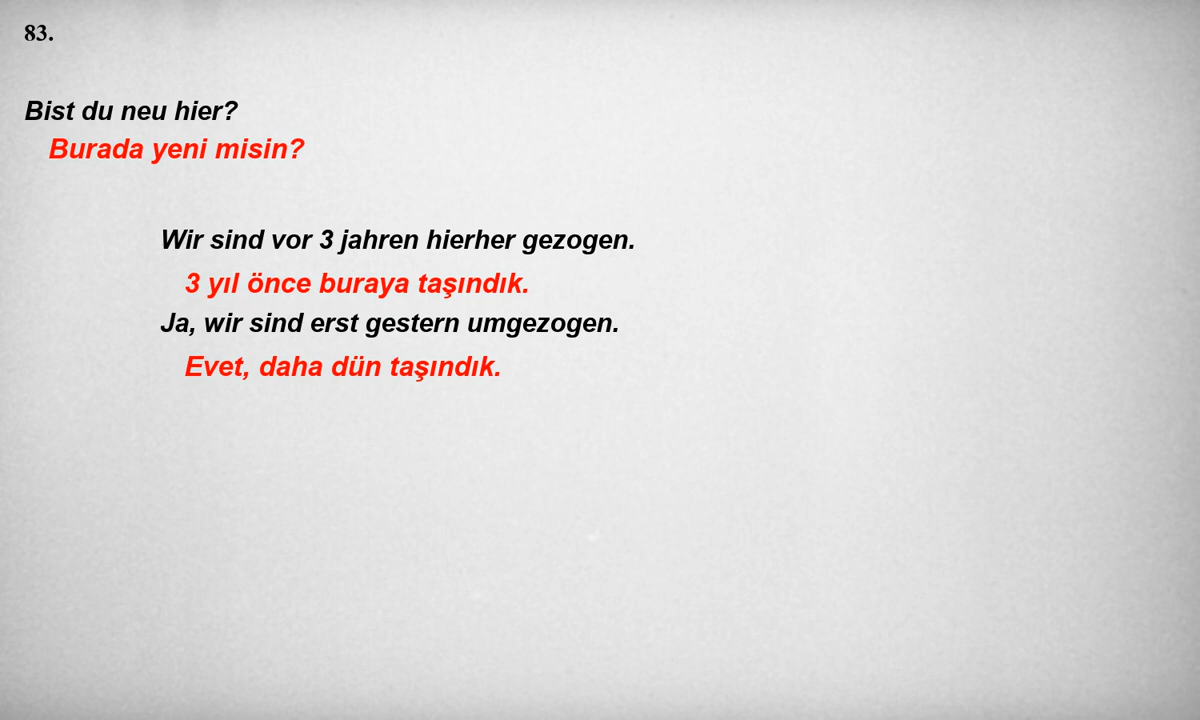 83.
Bist du neu hier?
Burada yeni misin?
Wir sind vor 3 jahren hierher gezogen.
3 yıl önce buraya taşındık.
Ja, wir sind erst gestern umgezogen.
Evet, daha dün taşındık.